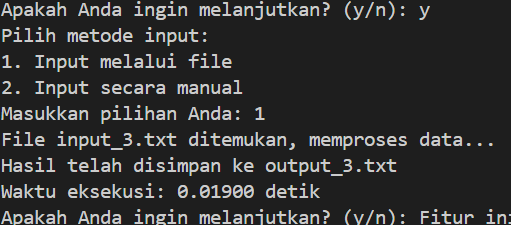 Apakah Anda ingin melanjutkan? (y/n): y
Pilih metode input:
1. Input melalui file
2. Input secara manual
Masukkan pilihan Anda: 1
File input_3.txt ditemukan, memproses data...
Hasil telah disimpan ke output_3.txt
Waktu eksekusi: 0.01900 detik
Apakah Anda ingin melanjutkan? (y/n): Fitur